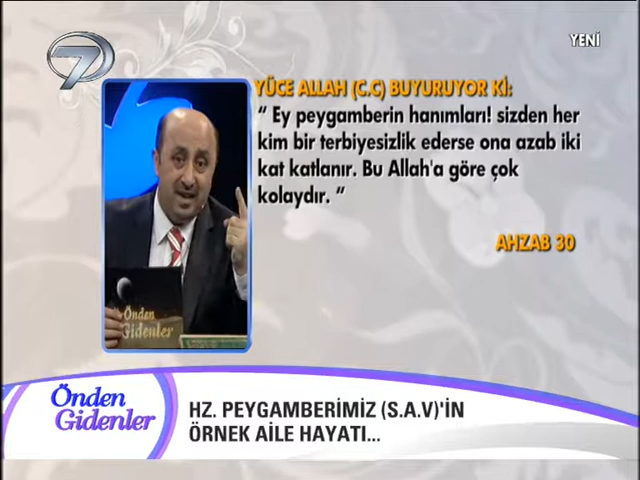 7
YENİ
YÜCE ALLAH (C.C) BUYURUYOR Kİ:
“ Ey peygamberin hanımları! sizden her
kim bir terbiyesizlik ederse ona azab iki
kat katlanır. Bu Allah'a göre çok
kolaydır. “
AHZAB 30
Önden
Gidenler
Önden
Gidenler
HZ. PEYGAMBERİMİZ (S.A.V)'İN
ÖRNEK AİLE HAYATI...